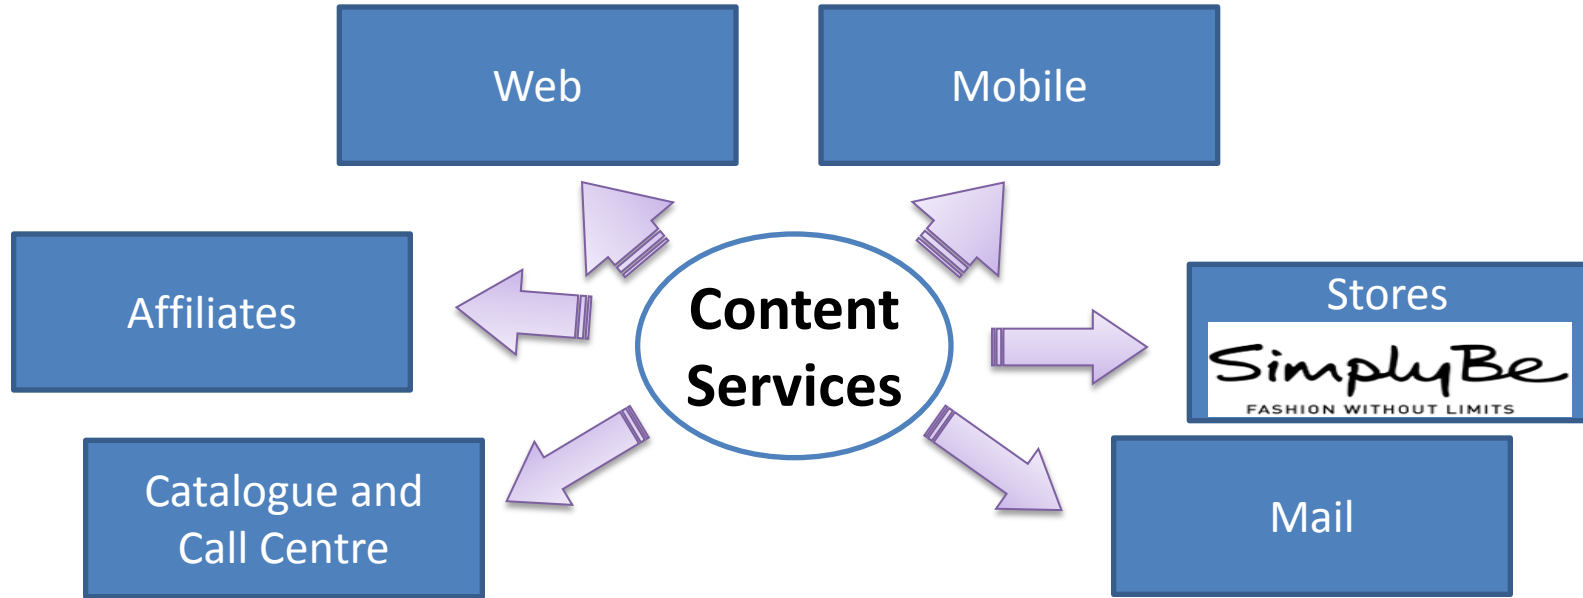 Web
Mobile
Affiliates
Content
Services
Stores
SimplyBe
FASHION WITHOUT LIMITS
Catalogue and
Call Centre
Mail